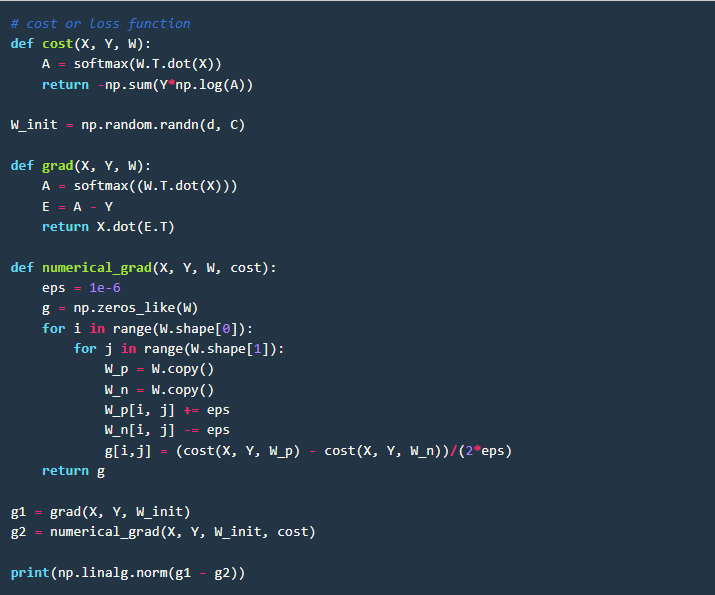 # cost or loss function
def cost(X, Y, W):
    A = softmax(W.T.dot(X))
    return -np.sum(Y*np.log(A))

W_init = np.random.randn(d, C)

def grad(X, Y, W):
    A = softmax((W.T.dot(X)))
    E = A - Y
    return X.dot(E.T)

def numerical_grad(X, Y, W, cost):
    eps = 1e-6
    g = np.zeros_like(W)
    for i in range(W.shape[0]):
        for j in range(W.shape[1]):
            W_p = W.copy()
            W_n = W.copy()
            W_p[i, j] += eps
            W_n[i, j] -= eps
            g[i,j] = (cost(X, Y, W_p) - cost(X, Y, W_n))/(2*eps)
    return g

g1 = grad(X, Y, W_init)
g2 = numerical_grad(X, Y, W_init, cost)

print(np.linalg.norm(g1 - g2))